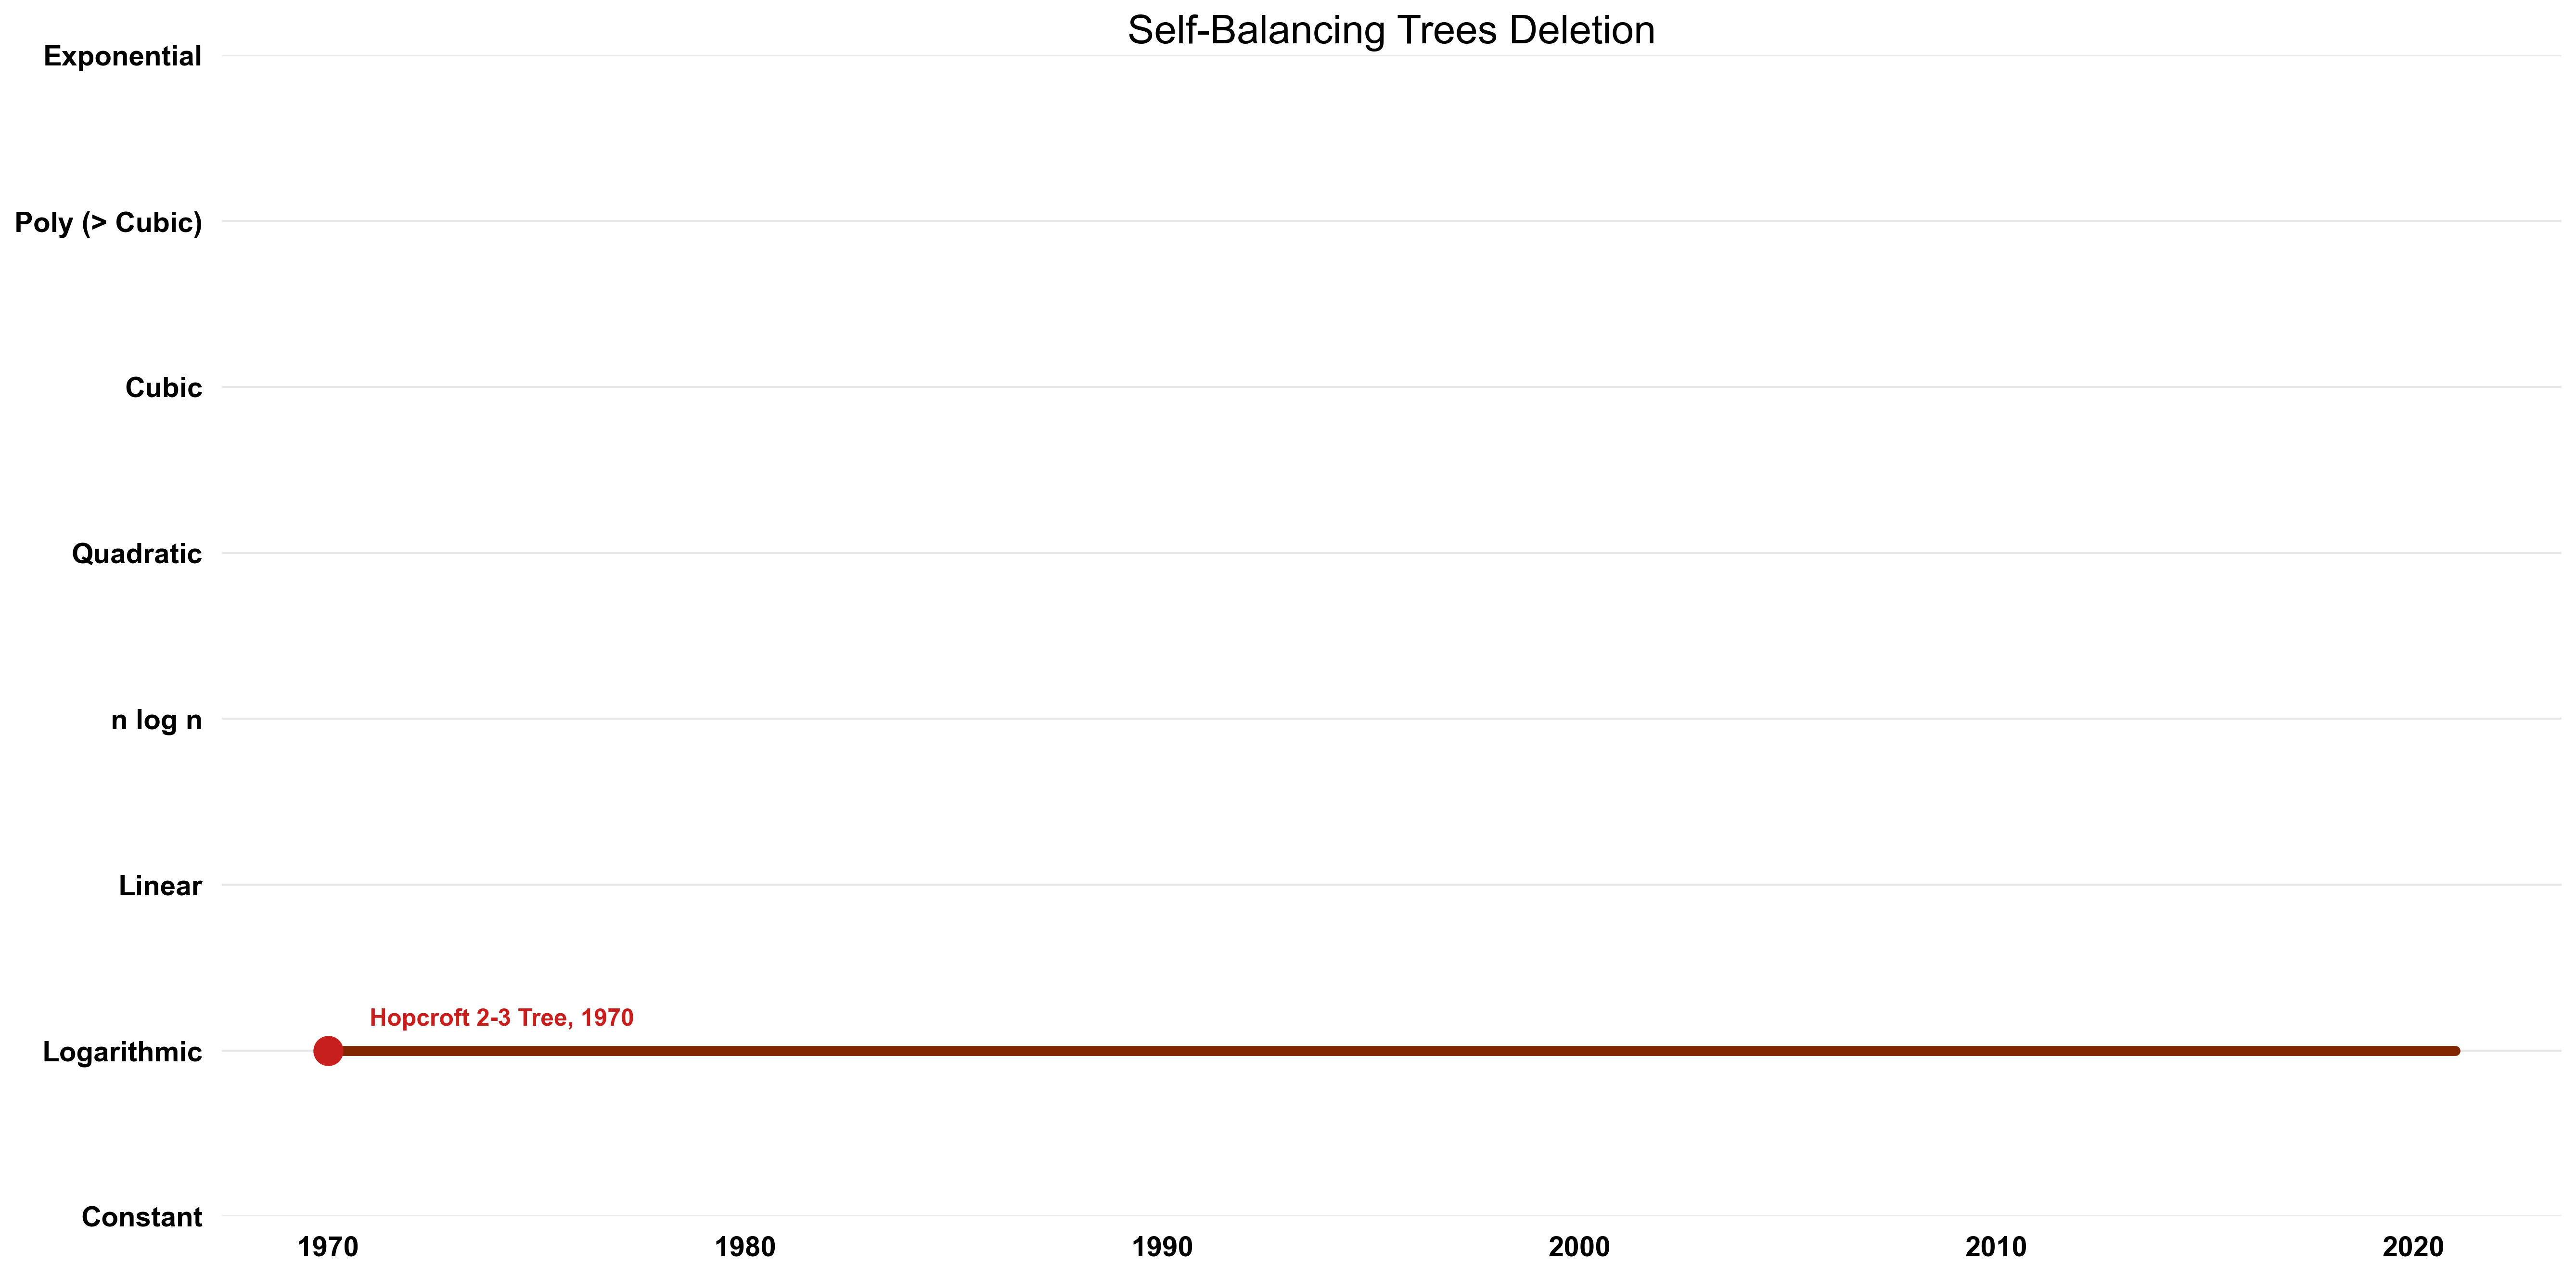 Self-Balancing Trees Deletion
Exponential
Poly (> Cubic)
Cubic
Quadratic
n log n
Linear
Hopcroft 2-3 Tree, 1970
Logarithmic
Constant
1970 1980 1990 2000 2010 2020